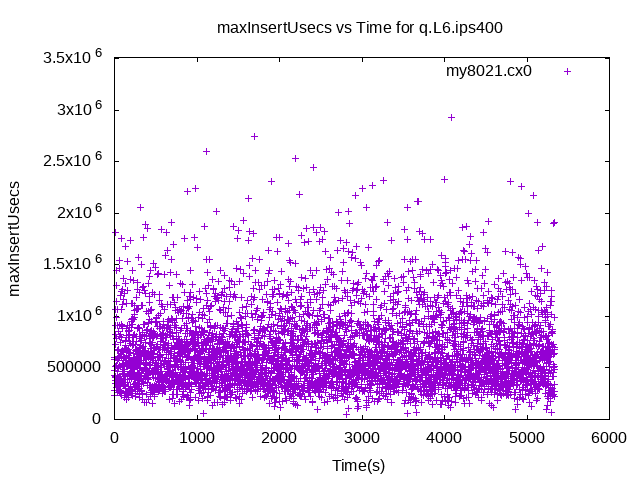 maxInsertUsecs vs Time for q.L6.ips400
my8021.cx0
3.5x10^6
3x10^6
2.5x10^6
2x10^6
1.5x10^6
1x10^6
500000
0
maxInsertUsecs
0 1000 2000 3000 4000 5000 6000
Time(s)